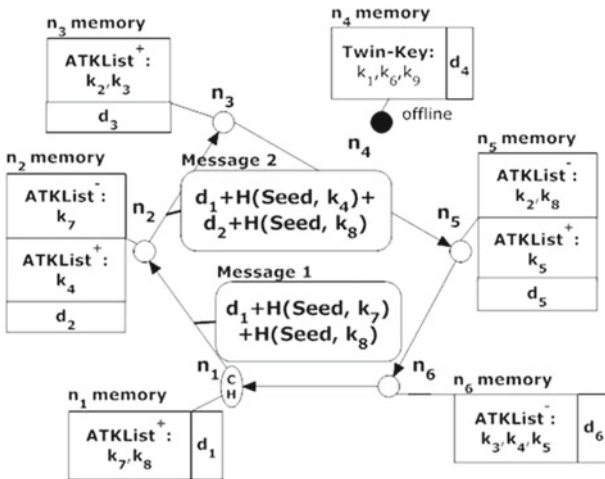 n₃ memory
ATKList⁺:
k₂,k₃
d₃
n₃
n₄ memory
Twin-Key:
k₁,k₆,k₉
d₄
offline
n₄
n₂ memory
ATKList⁻:
k₇
ATKList⁺:
k₄
d₂
n₂
Message 2
d₁+H(Seed, k₄)+
d₂+H(Seed, k₈)
n₅ memory
ATKList⁻:
k₂,k₈
ATKList⁺:
k₅
d₅
n₅
Message 1
d₁+H(Seed, k₇)
+H(Seed, k₈)
n₁
C
H
n₆
n₁ memory
ATKList⁺:
k₇,k₈
d₁
n₆ memory
ATKList⁻:
k₃,k₄,k₅
d₆